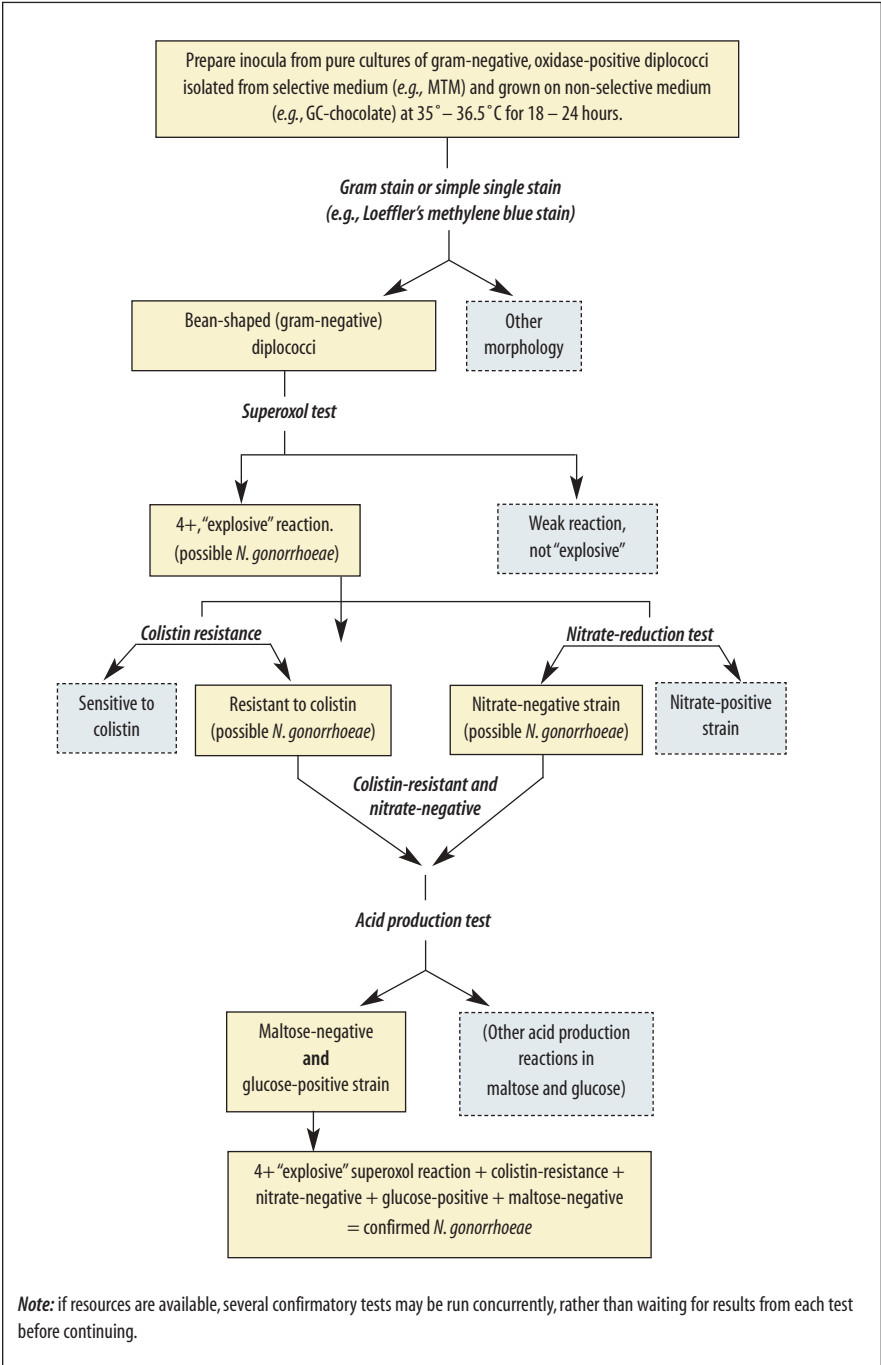 Prepare inocula from pure cultures of gram-negative, oxidase-positive diplococci
isolated from selective medium (e.g., MTM) and grown on non-selective medium
(e.g., GC-chocolate) at 35˚– 36.5˚C for 18 – 24 hours.
Gram stain or simple single stain
(e.g., Loeffler’s methylene blue stain)
Bean-shaped (gram-negative)
diplococci
Other
morphology
Superoxol test
4+, “explosive” reaction.
(possible N. gonorrhoeae)
Weak reaction,
not “explosive”
Colistin resistance
Nitrate-reduction test
Sensitive to
colistin
Resistant to colistin
(possible N. gonorrhoeae)
Nitrate-negative strain
(possible N. gonorrhoeae)
Nitrate-positive
strain
Colistin-resistant and
nitrate-negative
Acid production test
Maltose-negative
and
glucose-positive strain
(Other acid production
reactions in
maltose and glucose)
4+ “explosive” superoxol reaction + colistin-resistance +
nitrate-negative + glucose-positive + maltose-negative
= confirmed N. gonorrhoeae
Note: if resources are available, several confirmatory tests may be run concurrently, rather than waiting for results from each test
before continuing.